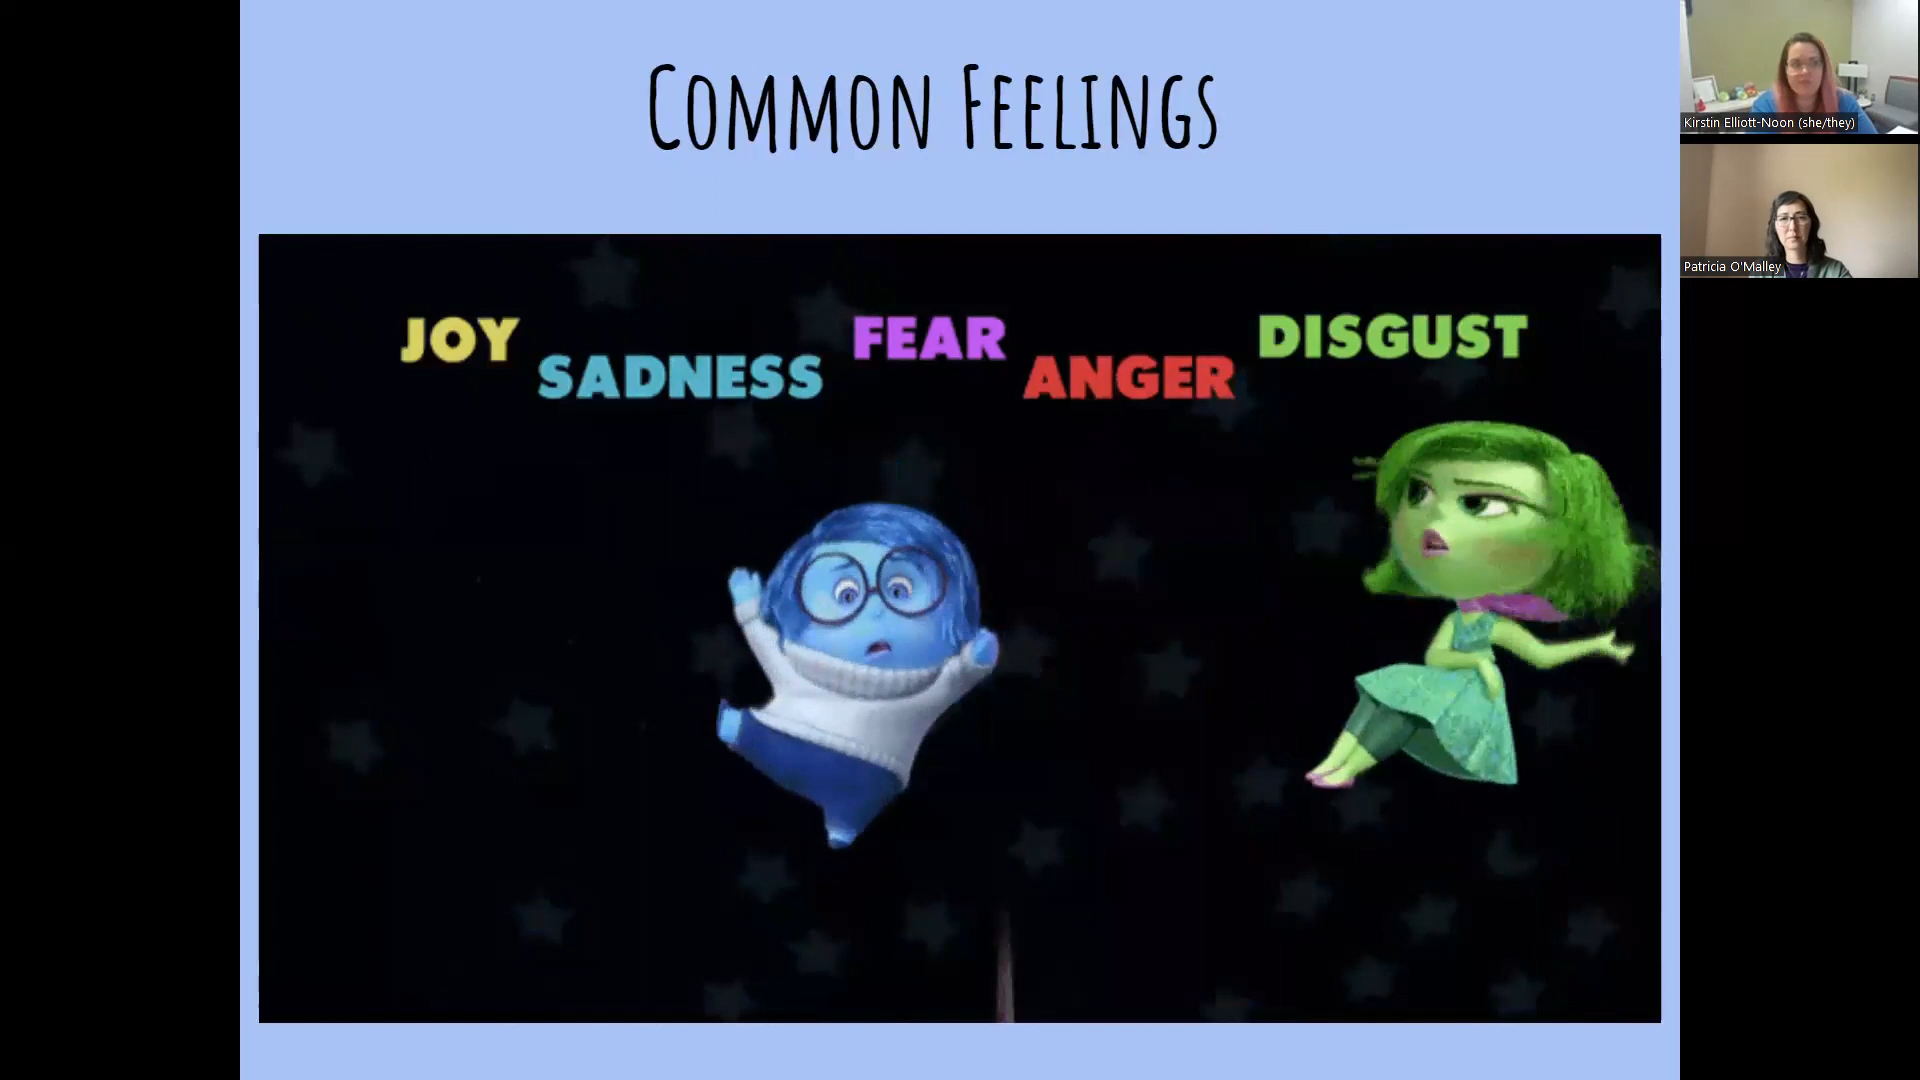 Common Feelings
JOY
SADNESS
FEAR
ANGER
DISGUST
Kirstin Elliott-Noon (she/they)
Patricia O'Malley